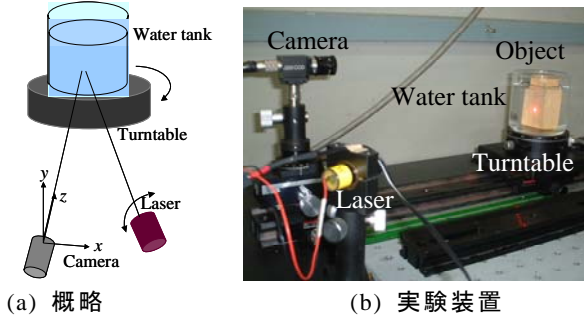 Water tank
Turntable
y
z
Laser
x
Camera
(a) 概略
Camera
Object
Water tank
Turntable
Laser
(b) 実験装置